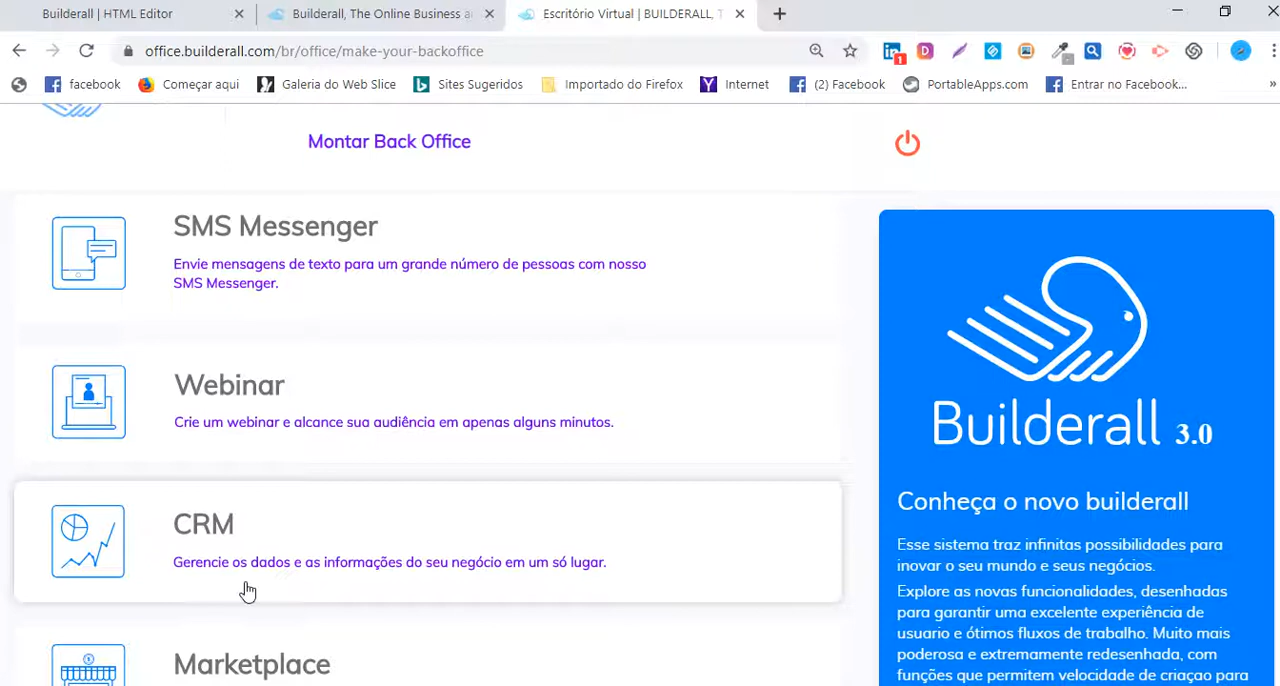 Builderall | HTML Editor
Builderall, The Online Business a
Escritório Virtual | BUILDERALL, T
office.builderall.com/br/office/make-your-backoffice
1
facebook
Começar aqui
Galeria do Web Slice
Sites Sugeridos
Importado do Firefox
Internet
(2) Facebook
PortableApps.com
Entrar no Facebook...
Montar Back Office
SMS Messenger
Envie mensagens de texto para um grande número de pessoas com nosso
SMS Messenger.
Webinar
Crie um webinar e alcance sua audiência em apenas alguns minutos.
CRM
Gerencie os dados e as informações do seu negócio em um só lugar.
Marketplace
Builderall 3.0
Conheça o novo builderall
Esse sistema traz infinitas possibilidades para
inovar o seu mundo e seus negócios.
Explore as novas funcionalidades, desenhadas
para garantir uma excelente experiência de
usuario e ótimos fluxos de trabalho. Muito mais
poderosa e extremamente redesenhada, com
funções que permitem velocidade de criaçao para